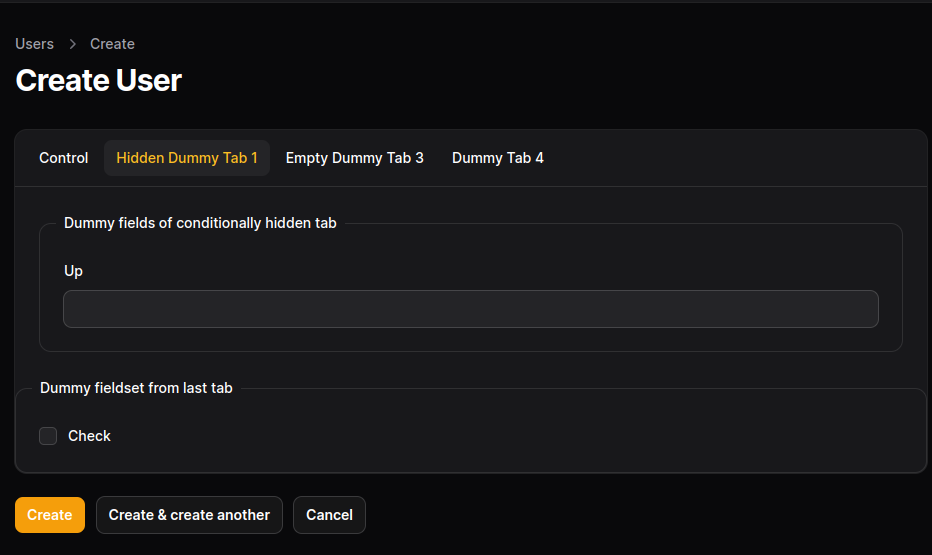 Users > Create
Create User
Control Hidden Dummy Tab 1 Empty Dummy Tab 3 Dummy Tab 4
Dummy fields of conditionally hidden tab
Up
Dummy fieldset from last tab
Check
Create Create & create another Cancel